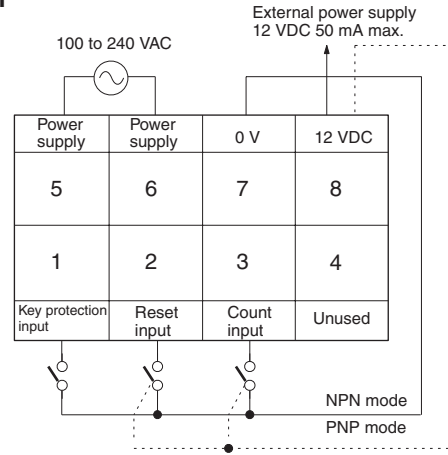 External power supply
12 VDC 50 mA max.
100 to 240 VAC
Power supply
Power supply
0 V
12 VDC
5
6
7
8
1
2
3
4
Key protection input
Reset input
Count input
Unused
NPN mode
PNP mode